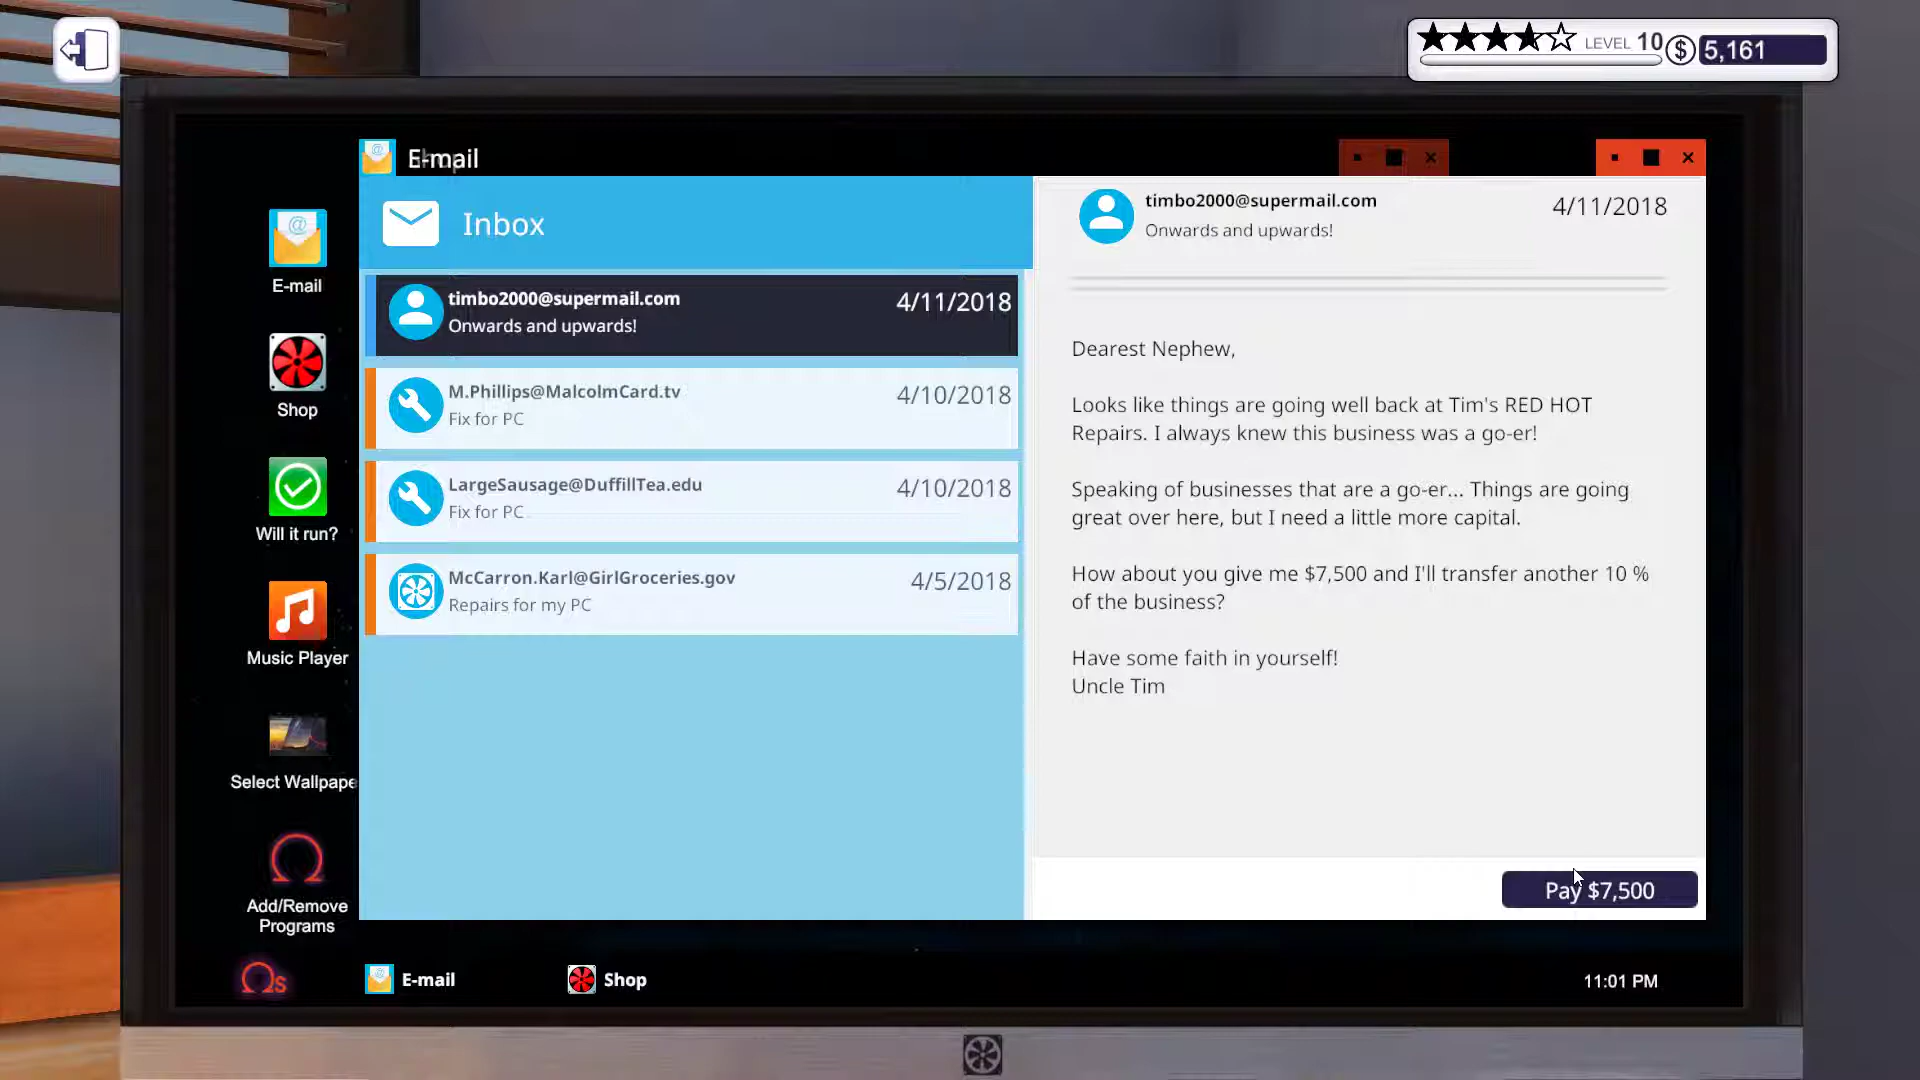 LEVEL 10
$ 5,161
E-mail
E-mail
Shop
Will it run?
Music Player
Select Wallpape
Add/Remove
Programs
Inbox
timbo2000@supermail.com
4/11/2018
Onwards and upwards!
M.Phillips@MalcolmCard.tv
4/10/2018
Fix for PC
LargeSausage@DuffillTea.edu
4/10/2018
Fix for PC
McCarron.Karl@GirlGroceries.gov
4/5/2018
Repairs for my PC
timbo2000@supermail.com
4/11/2018
Onwards and upwards!
Dearest Nephew,
Looks like things are going well back at Tim's RED HOT
Repairs. I always knew this business was a go-er!
Speaking of businesses that are a go-er... Things are going
great over here, but I need a little more capital.
How about you give me $7,500 and I'll transfer another 10 %
of the business?
Have some faith in yourself!
Uncle Tim
Pay $7,500
Ωs
E-mail
Shop
11:01 PM